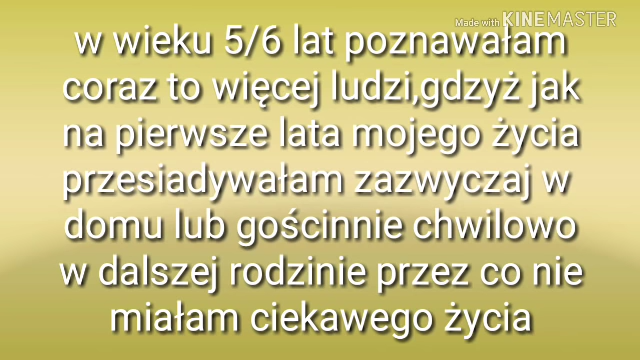 Made with KINEMASTER
w wieku 5/6 lat poznawałam
coraz to więcej ludzi,gdzyż jak
na pierwsze lata mojego życia
przesiadywałam zazwyczaj w
domu lub gościnnie chwilowo
w dalszej rodzinie przez co nie
miałam ciekawego życia